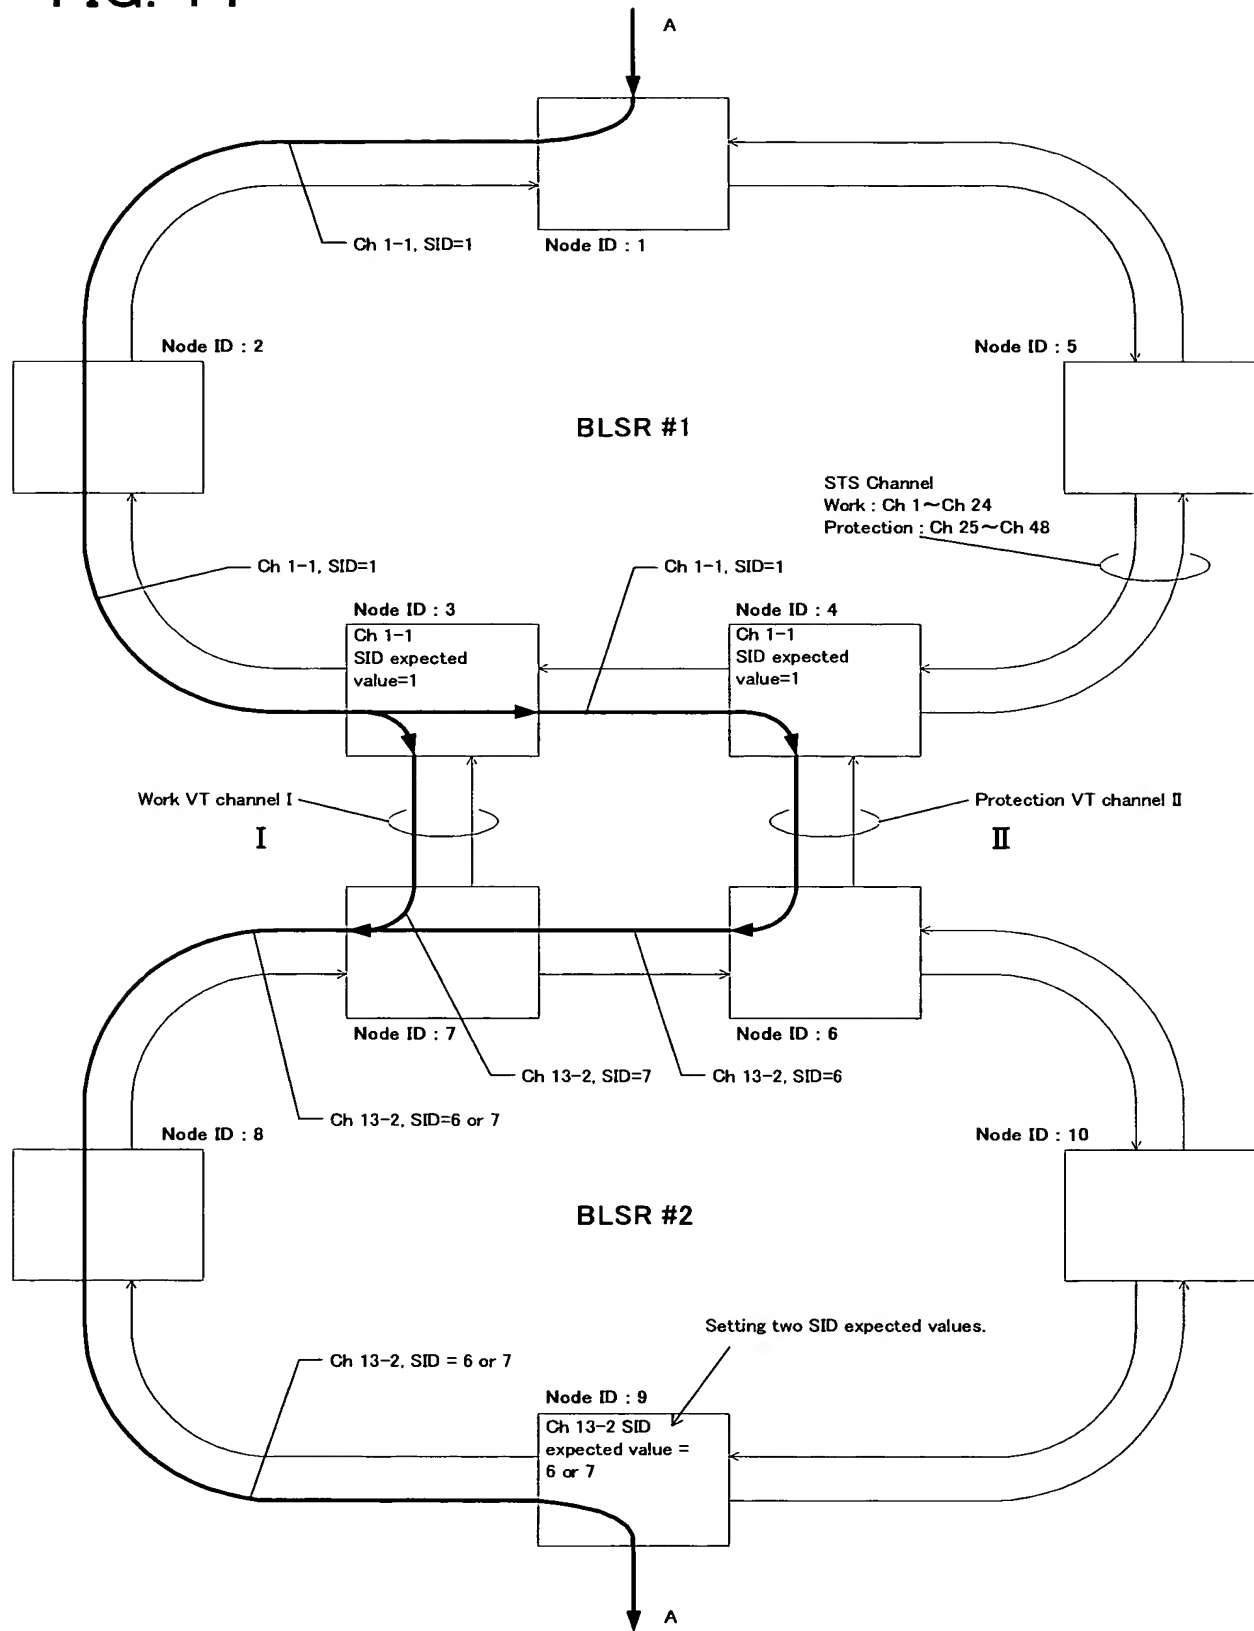 A
Ch 1-1, SID=1
Node ID : 1
Node ID : 2
Node ID : 5
BLSR #1
STS Channel
Work : Ch 1～Ch 24
Protection : Ch 25～Ch 48
Ch 1-1, SID=1
Ch 1-1, SID=1
Node ID : 3
Ch 1-1
SID expected
value=1
Node ID : 4
Ch 1-1
SID expected
value=1
Work VT channel Ⅰ
Ⅰ
Protection VT channel Ⅱ
Ⅱ
Node ID : 7
Node ID : 6
Ch 13-2, SID=7
Ch 13-2, SID=6
Ch 13-2, SID=6 or 7
Node ID : 8
Node ID : 10
BLSR #2
Setting two SID expected values.
Ch 13-2, SID = 6 or 7
Node ID : 9
Ch 13-2 SID
expected value =
6 or 7
A